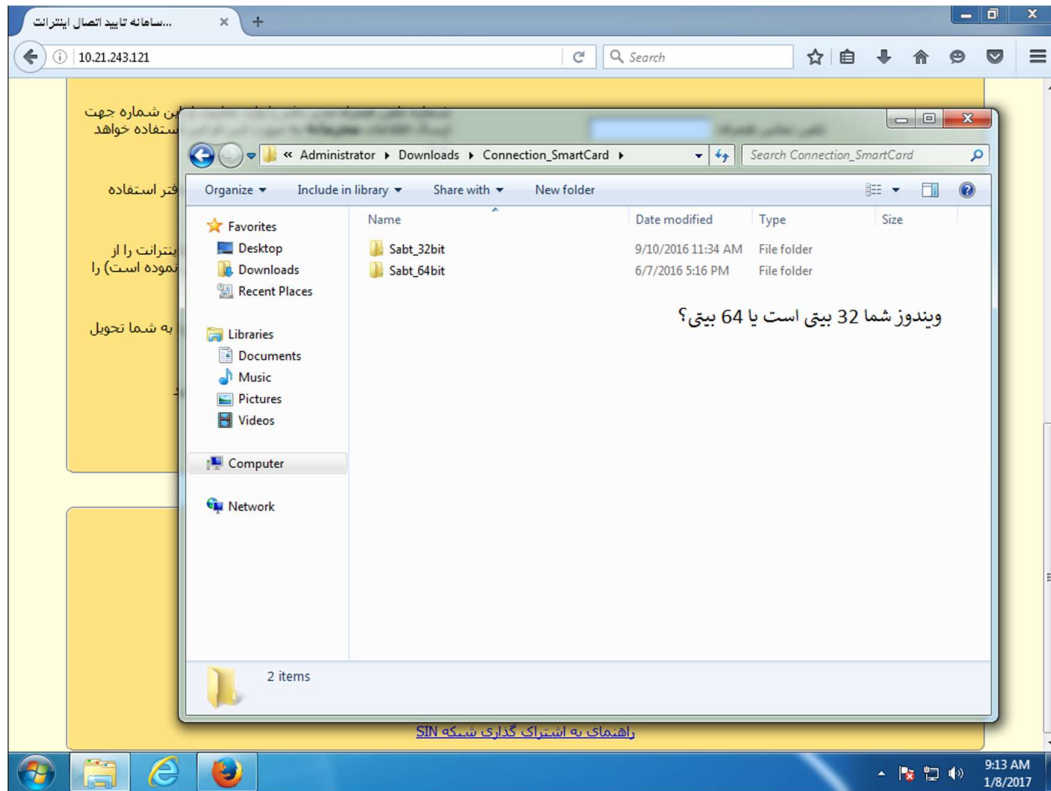 ساهانه تایید اتصال اینترانت...
10.21.243.121
Search
ین شماره جهت
ستفاده خواهد
« Administrator Downloads Connection_SmartCard
Search Connection_SmartCard
Organize Include in library Share with New folder
فتر استفاده
ینترانت را از
نموده است) را
به شما تحویل
Favorites
Desktop
Downloads
Recent Places
Libraries
Documents
Music
Pictures
Videos
Computer
Network
Name Date modified Type Size
Sabt_32bit 9/10/2016 11:34 AM File folder
Sabt_64bit 6/7/2016 5:16 PM File folder
ویندوز شما 32 بیتی است یا 64 بیتی؟
2 items
راهنمای به اشتراک گذاری شبکه SIN
9:13 AM
1/8/2017